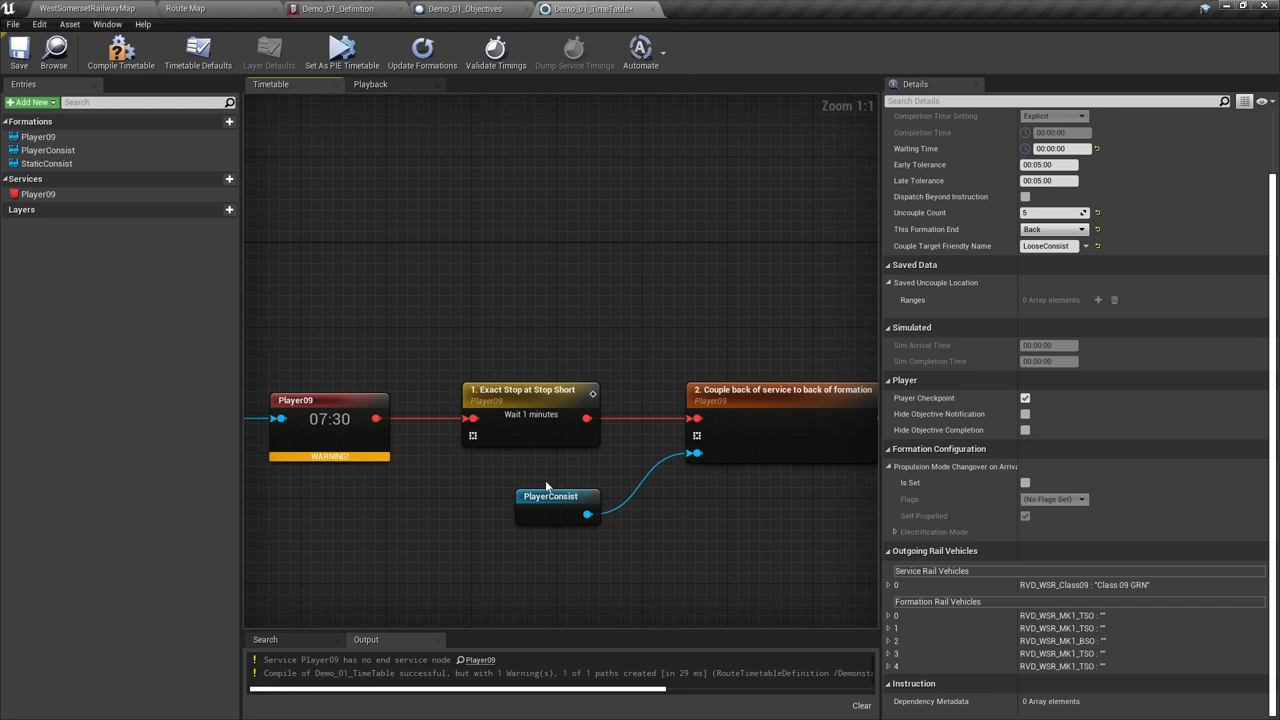 WestSomersetRailwayMap
Route Map
Demo_01_Definition
Demo_01_Objectives
Demo_01_TimeTable*
File
Edit
Asset
Window
Help
Save
Browse
Compile Timetable
Timetable Defaults
Layer Defaults
Set As PIE Timetable
Update Formations
Validate Timings
Dump Service Timings
Automate
Entries
Timetable
Playback
Details
Add New
Search
Zoom 1:1
Search Details
Formations
Player09
PlayerConsist
StaticConsist
Services
Player09
Layers
Player09
07:30
WARNING!
1. Exact Stop at Stop Short
Player09
Wait 1 minutes
2. Couple back of service to back of formation
Player09
PlayerConsist
Completion Time Setting
Explicit
Completion Time
00:00:00
Waiting Time
00:00:00
Early Tolerance
00:05:00
Late Tolerance
00:05:00
Dispatch Beyond Instruction
Uncouple Count
5
This Formation End
Back
Couple Target Friendly Name
LooseConsist
Saved Data
Saved Uncouple Location
Ranges
0 Array elements
Simulated
Sim Arrival Time
00:00:00
Sim Completion Time
00:00:00
Player
Player Checkpoint
Hide Objective Notification
Hide Objective Completion
Formation Configuration
Propulsion Mode Changover on Arriva
Is Set
Flags
(No Flags Set)
Self Propelled
Electrification Mode
Outgoing Rail Vehicles
Service Rail Vehicles
0
RVD_WSR_Class09 : "Class 09 GRN"
Formation Rail Vehicles
0
RVD_WSR_MK1_TSO : ""
1
RVD_WSR_MK1_TSO : ""
2
RVD_WSR_MK1_BSO : ""
3
RVD_WSR_MK1_TSO : ""
4
RVD_WSR_MK1_TSO : ""
Instruction
Dependency Metadata
0 Array elements
Search
Output
! Service Player09 has no end service node Player09
! Compile of Demo_01_TimeTable successful, but with 1 Warning(s), 1 of 1 paths created [in 29 ms] (RouteTimetableDefinition /Demonst
Clear